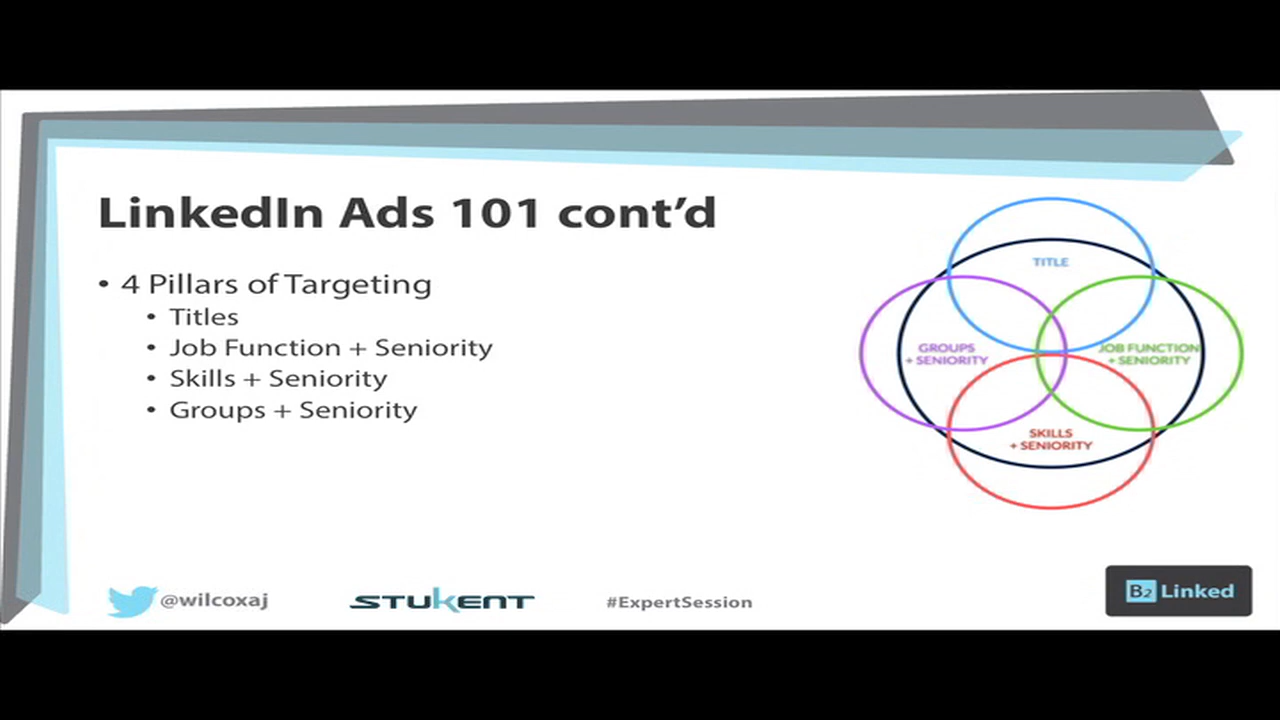 LinkedIn Ads 101 cont’d
• 4 Pillars of Targeting
• Titles
• Job Function + Seniority
• Skills + Seniority
• Groups + Seniority
TITLE
GROUPS
+ SENIORITY
JOB FUNCTION
+ SENIORITY
SKILLS
+ SENIORITY
@wilcoxaj
STUKENT
#ExpertSession
B2 Linked